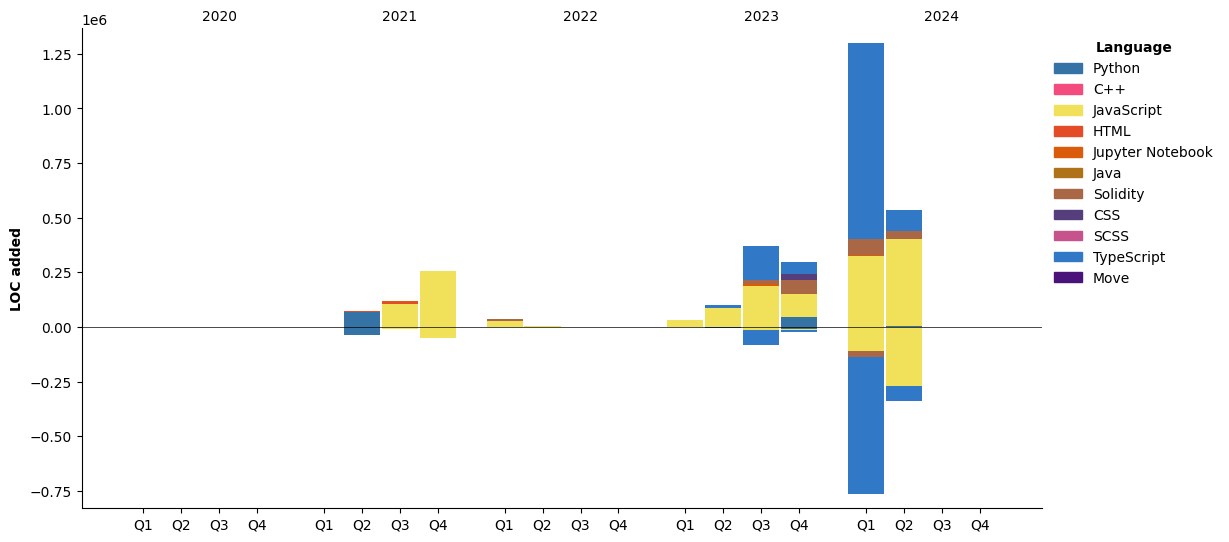 1e6
2020 2021 2022 2023 2024
LOC added
1.25
1.00
0.75
0.50
0.25
0.00
−0.25
−0.50
−0.75
Q1 Q2 Q3 Q4 Q1 Q2 Q3 Q4 Q1 Q2 Q3 Q4 Q1 Q2 Q3 Q4 Q1 Q2 Q3 Q4
Language
Python
C++
JavaScript
HTML
Jupyter Notebook
Java
Solidity
CSS
SCSS
TypeScript
Move